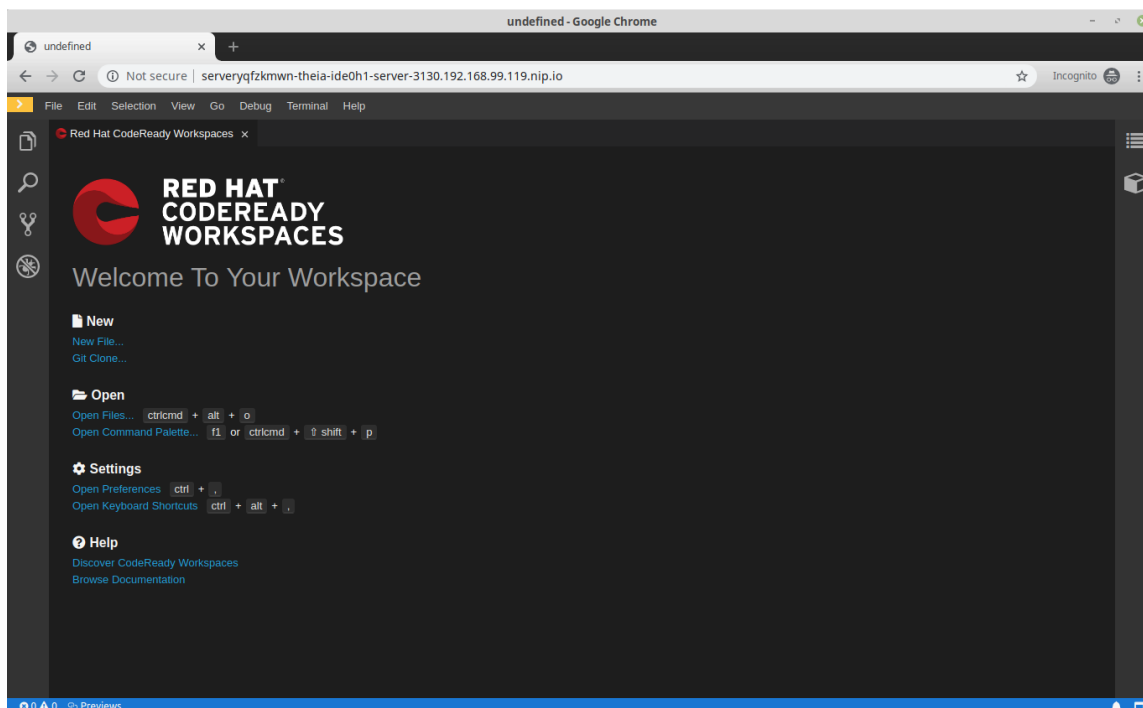 undefined - Google Chrome
undefined
Not secure | serveryqfzkmwn-theia-ide0h1-server-3130.192.168.99.119.nip.io
Incognito
File Edit Selection View Go Debug Terminal Help
Red Hat CodeReady Workspaces
RED HAT®
CODEREADY
WORKSPACES
Welcome To Your Workspace
New
New File...
Git Clone...
Open
Open Files... ctrlcmd + alt + o
Open Command Palette... f1 or ctrlcmd + ⇧ shift + p
Settings
Open Preferences ctrl + ,
Open Keyboard Shortcuts ctrl + alt + ,
Help
Discover CodeReady Workspaces
Browse Documentation
0 0 Previews